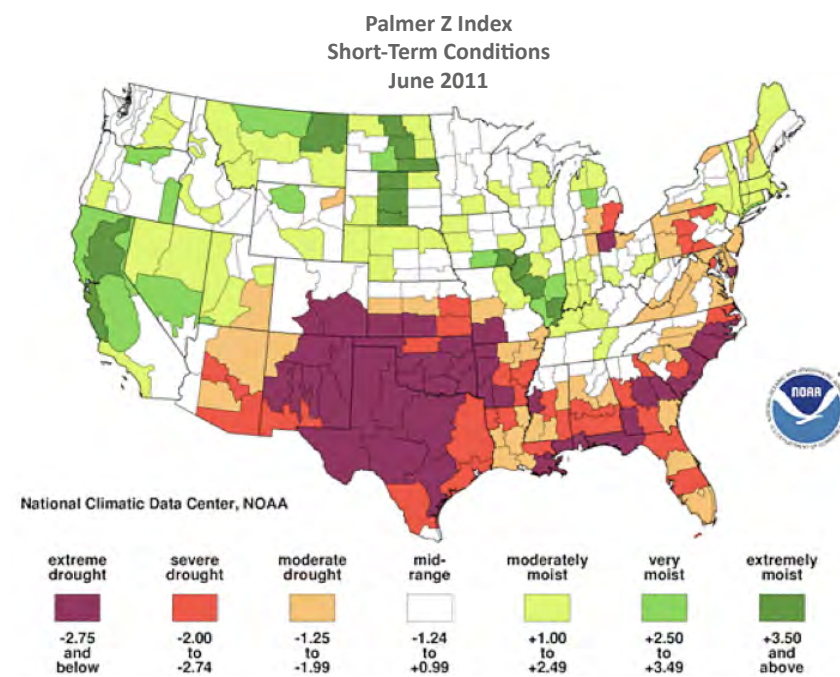 Palmer Z Index
Short-Term Conditions
June 2011
NOAA
National Climatic Data Center, NOAA
extreme drought
severe drought
moderate drought
mid-range
moderately moist
very moist
extremely moist
-2.75 and below
-2.00 to -2.74
-1.25 to -1.99
-1.24 to +0.99
+1.00 to +2.49
+2.50 to +3.49
+3.50 and above